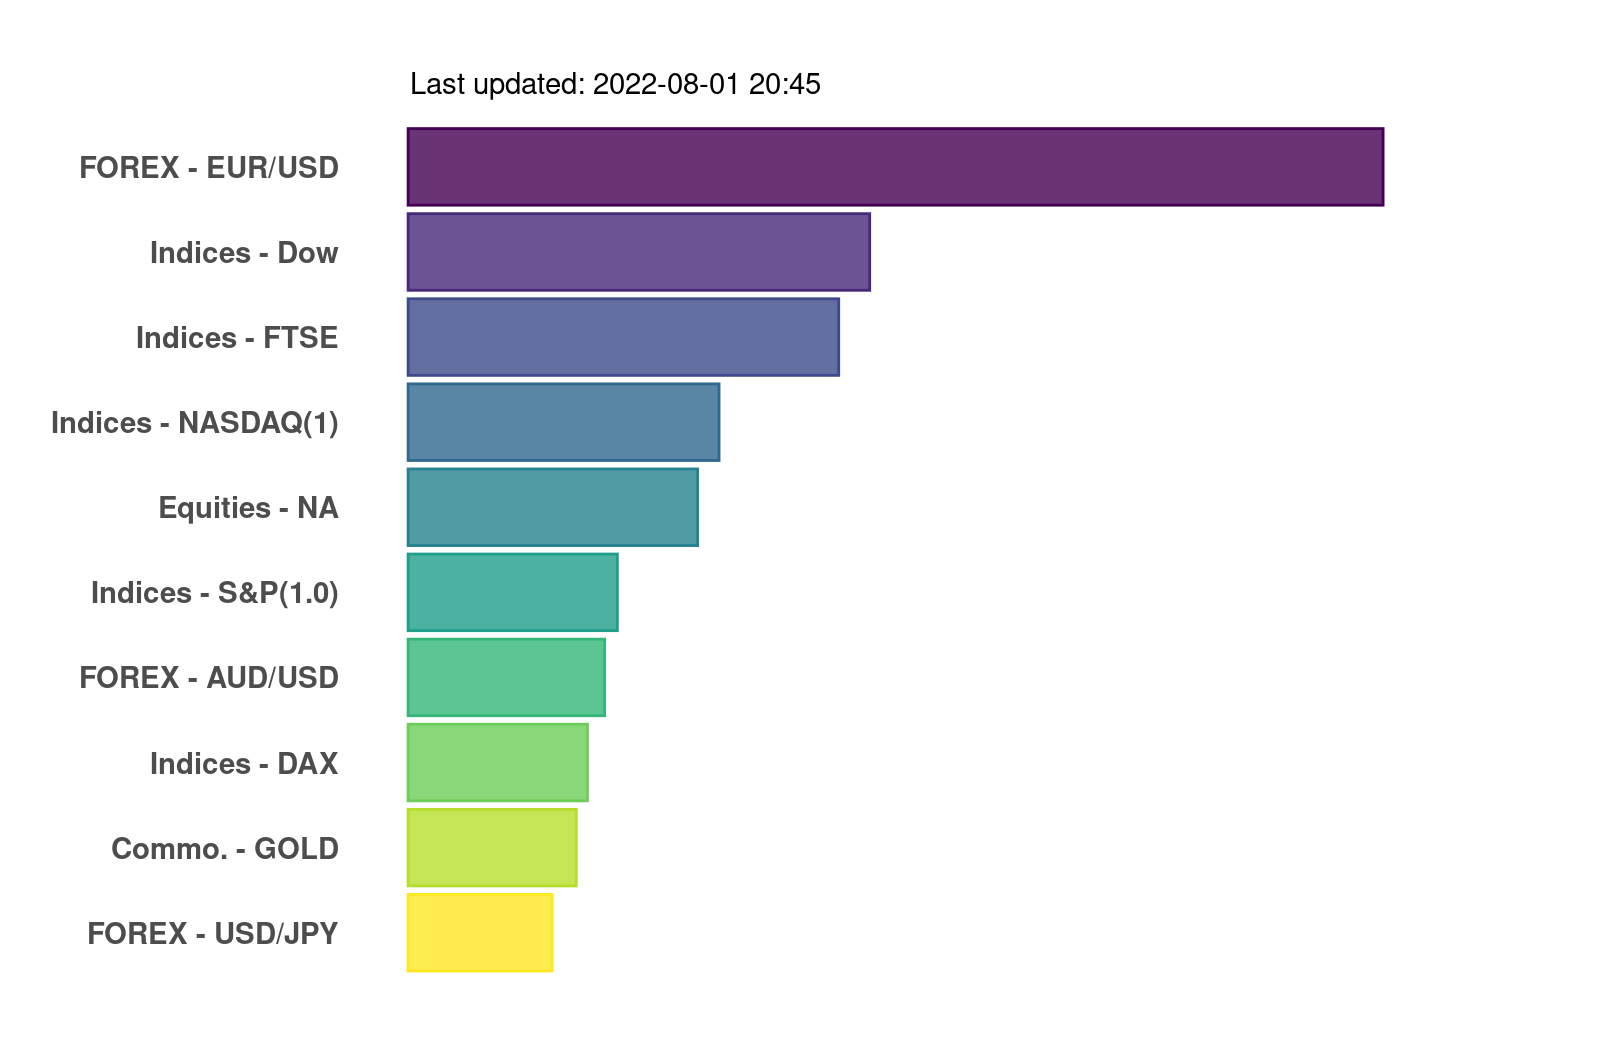 Last updated: 2022-08-01 20:45
FOREX - EUR/USD
Indices - Dow
Indices - FTSE
Indices - NASDAQ(1)
Equities - NA
Indices - S&P(1.0)
FOREX - AUD/USD
Indices - DAX
Commo. - GOLD
FOREX - USD/JPY